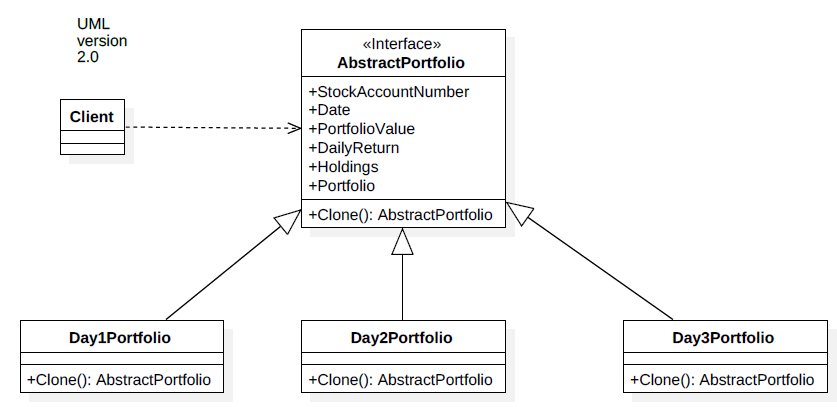 UML
version
2.0
«Interface»
AbstractPortfolio
+StockAccountNumber
+Date
+PortfolioValue
+DailyReturn
+Holdings
+Portfolio
+Clone(): AbstractPortfolio
Client
Day1Portfolio
+Clone(): AbstractPortfolio
Day2Portfolio
+Clone(): AbstractPortfolio
Day3Portfolio
+Clone(): AbstractPortfolio